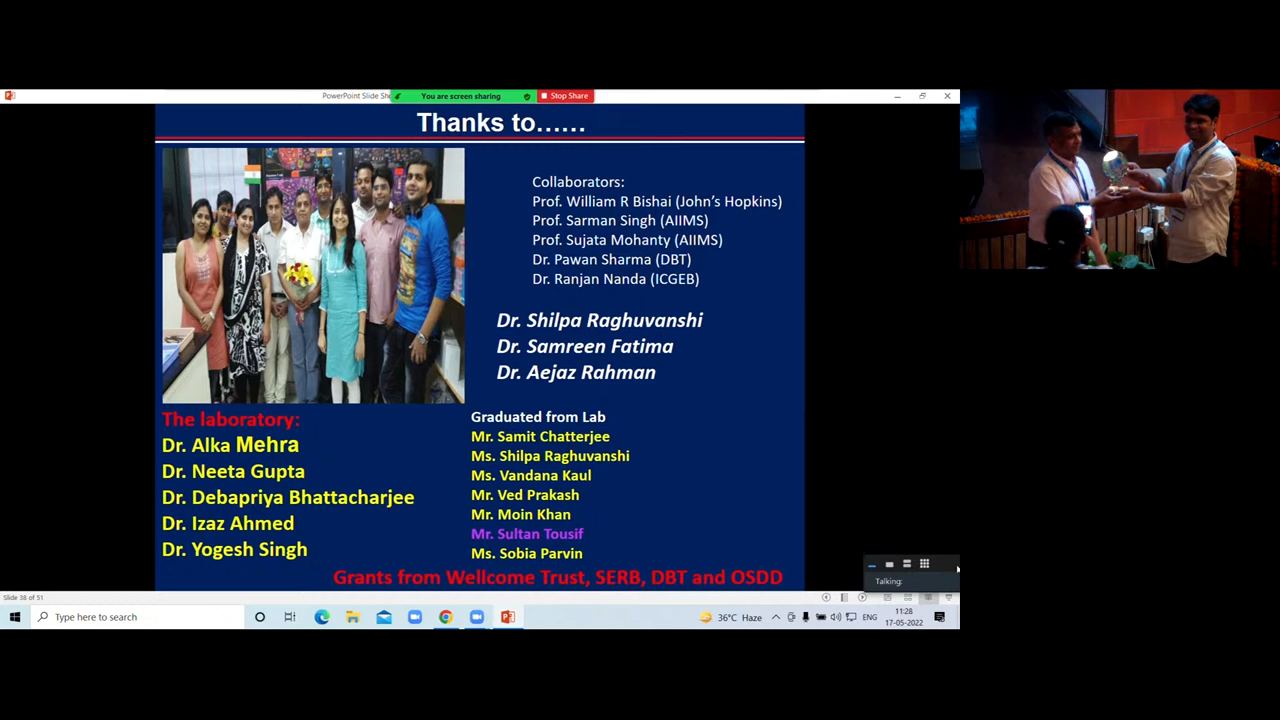 PowerPoint Slide Sh
You are screen sharing
Stop Share
Thanks to……
Collaborators:
Prof. William R Bishai (John’s Hopkins)
Prof. Sarman Singh (AIIMS)
Prof. Sujata Mohanty (AIIMS)
Dr. Pawan Sharma (DBT)
Dr. Ranjan Nanda (ICGEB)
Dr. Shilpa Raghuvanshi
Dr. Samreen Fatima
Dr. Aejaz Rahman
The laboratory:
Dr. Alka Mehra
Dr. Neeta Gupta
Dr. Debapriya Bhattacharjee
Dr. Izaz Ahmed
Dr. Yogesh Singh
Graduated from Lab
Mr. Samit Chatterjee
Ms. Shilpa Raghuvanshi
Ms. Vandana Kaul
Mr. Ved Prakash
Mr. Moin Khan
Mr. Sultan Tousif
Ms. Sobia Parvin
Grants from Wellcome Trust, SERB, DBT and OSDD
Talking:
Slide 38 of 51
Type here to search
36°C Haze
ENG
11:28
17-05-2022